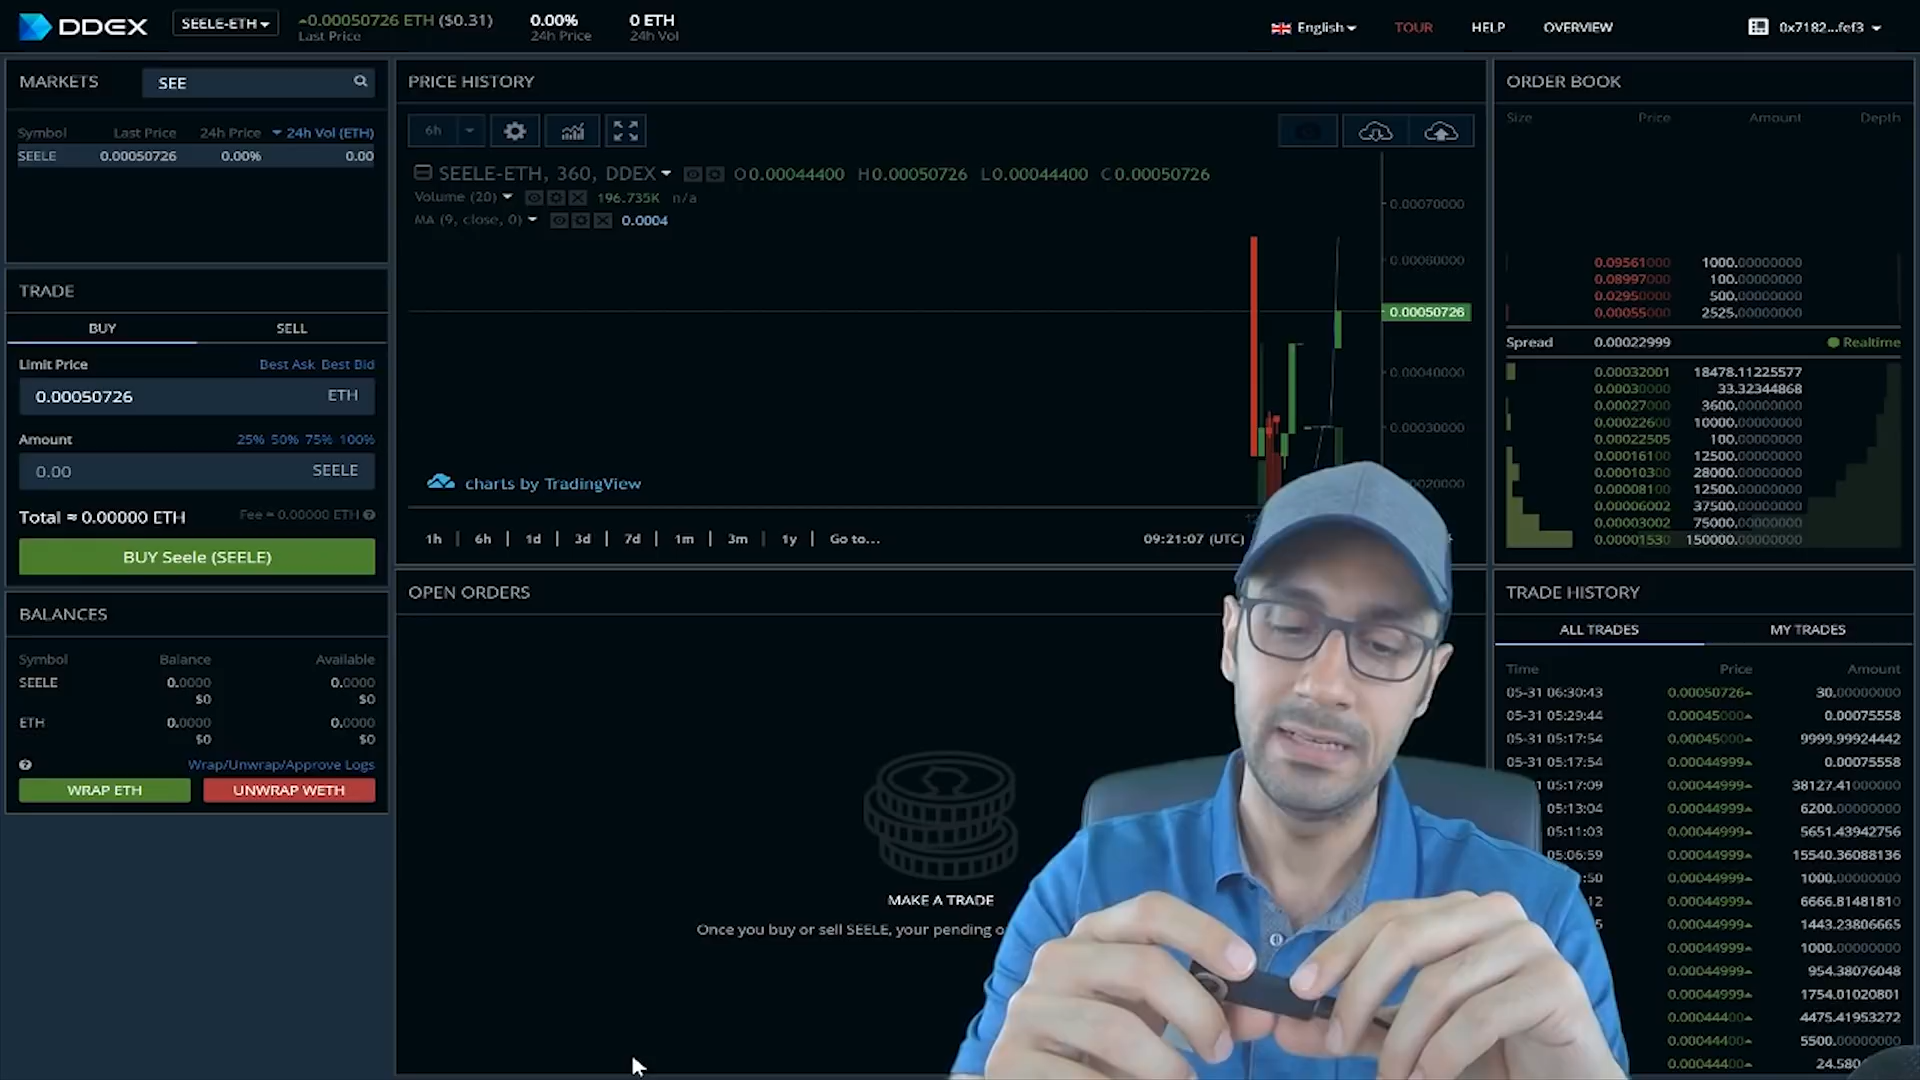 DDEX
SEELE-ETH
0.00050726 ETH ($0.31)
Last Price
0.00%
24h Price
0 ETH
24h Vol
English
TOUR
HELP
OVERVIEW
0x7182...fef3
MARKETS
SEE
Symbol Last Price 24h Price 24h Vol (ETH)
SEELE 0.00050726 0.00% 0.00
TRADE
BUY SELL
Limit Price Best Ask Best Bid
0.00050726 ETH
Amount 25% 50% 75% 100%
0.00 SEELE
Total ≈ 0.00000 ETH Fee ≈ 0.00000 ETH
BUY Seele (SEELE)
BALANCES
Symbol Balance Available
SEELE 0.0000 0.0000
$0 $0
ETH 0.0000 0.0000
$0 $0
Wrap/Unwrap/Approve Logs
WRAP ETH UNWRAP WETH
PRICE HISTORY
6h
SEELE-ETH, 360, DDEX O0.00044400 H0.00050726 L0.00044400 C0.00050726
Volume (20) 196.735K n/a
MA (9, close, 0) 0.0004
0.00070000
0.00060000
0.00050726
0.00040000
0.00030000
charts by TradingView
1h 6h 1d 3d 7d 1m 3m 1y Go to...
09:21:07 (UTC)
OPEN ORDERS
MAKE A TRADE
Once you buy or sell SEELE, your pending
ORDER BOOK
Size Price Amount Depth
0.09561000 1000.00000000
0.08997000 100.00000000
0.02950000 500.00000000
0.00055000 2525.00000000
Spread 0.00022999 Realtime
0.00032001 18478.11225577
0.00030000 33.32344868
0.00027000 3600.00000000
0.00022600 10000.00000000
0.00022505 100.00000000
0.00016100 12500.00000000
0.00010300 28000.00000000
0.00008100 12500.00000000
0.00006002 37500.00000000
0.00003002 75000.00000000
0.00001530 150000.00000000
TRADE HISTORY
ALL TRADES MY TRADES
Time Price Amount
05-31 06:30:43 0.00050726 30.00000000
05-31 05:29:44 0.00045000 0.00075558
05-31 05:17:54 0.00045000 9999.99924442
05-31 05:17:54 0.00044999 0.00075558
05:17:09 0.00044999 38127.41000000
05:13:04 0.00044999 6200.00000000
05:11:03 0.00044999 5651.43942756
05:06:59 0.00044999 15540.36088136
:50 0.00044999 1000.00000000
12 0.00044999 6666.81481810
0.00044999 1443.23806665
0.00044999 1000.00000000
0.00044999 954.38076048
0.00044999 1754.01020801
0.00044400 4475.41953272
0.00044400 5500.00000000
0.00044400 24.580